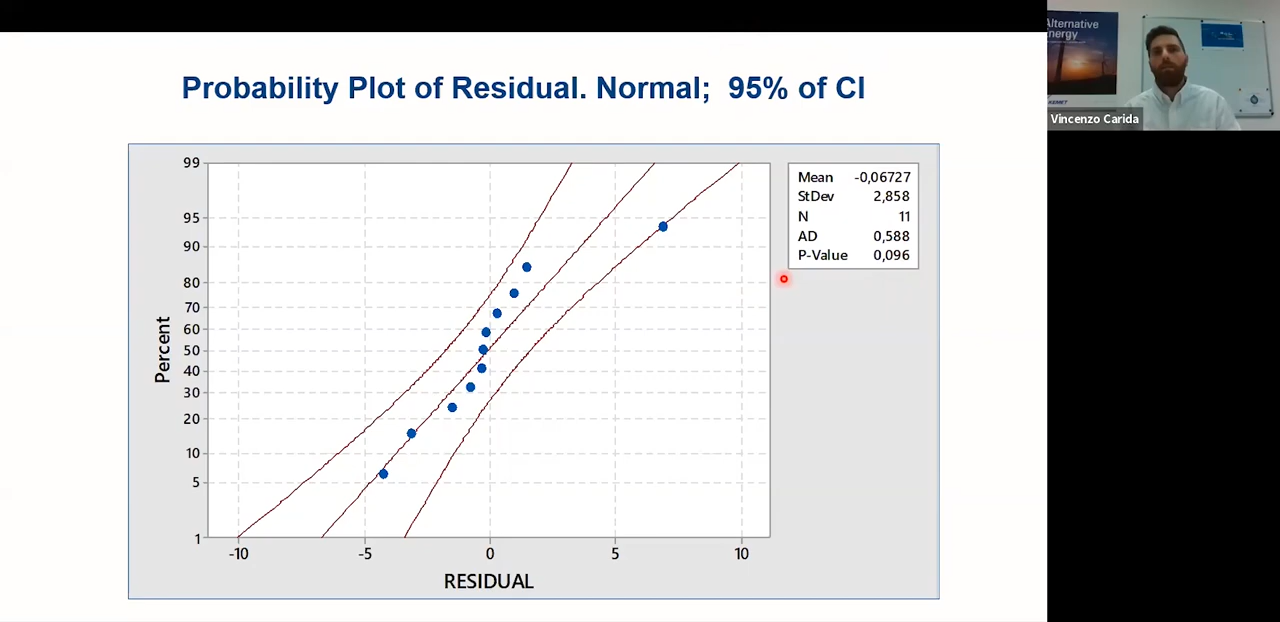 Probability Plot of Residual. Normal;  95% of CI
Alternative
Energy
KEMET
Vincenzo Carida
99
95
90
80
70
60
50
40
30
20
10
5
1
Percent
-10
-5
0
5
10
RESIDUAL
Mean -0,06727
StDev 2,858
N 11
AD 0,588
P-Value 0,096